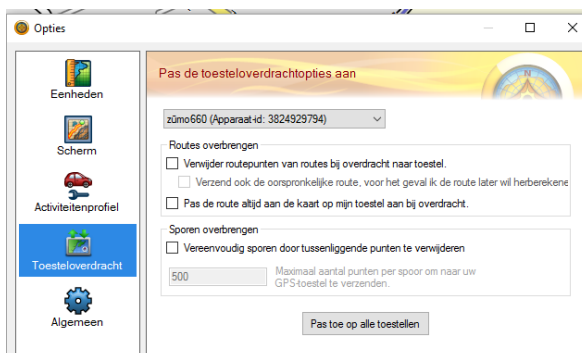 Opties
Eenheden
Scherm
Activiteitenprofiel
Toesteloverdracht
Algemeen
Pas de toesteloverdrachtopties aan
zūmo660 (Apparaat-id: 3824929794)
Routes overbrengen
Verwijder routepunten van routes bij overdracht naar toestel.
Verzend ook de oorspronkelijke route, voor het geval ik de route later wil herberekene
Pas de route altijd aan de kaart op mijn toestel aan bij overdracht.
Sporen overbrengen
Vereenvoudig sporen door tussenliggende punten te verwijderen
500
Maximaal aantal punten per spoor om naar uw
GPS-toestel te verzenden.
Pas toe op alle toestellen